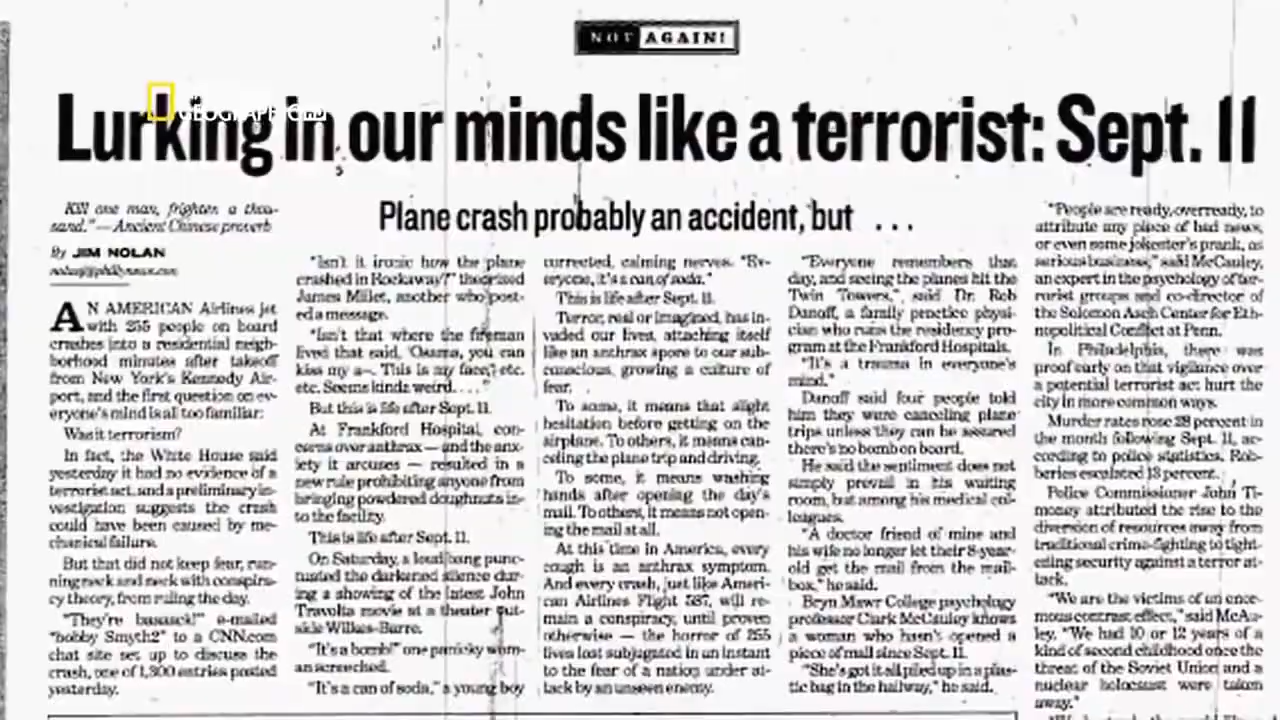 NOT AGAIN!
GEOGRAPHIC
Lurking in our minds like a terrorist: Sept. 11
Plane crash probably an accident, but ...
Kill one man, frighten a thou-
sand." — Ancient Chinese proverb
By JIM NOLAN
AN AMERICAN Airlines jet
with 255 people on board
crashes into a residential neigh-
borhood minutes after takeoff
from New York's Kennedy Air-
port, and the first question on ev-
eryone's mind is all too familiar:
Was it terrorism?
In fact, the White House said
yesterday it had no evidence of a
terrorist act, and a preliminary in-
vestigation suggests the crash
could have been caused by me-
chanical failure.
But that did not keep fear, run-
ning neck and neck with conspira-
cy theory, from ruling the day.
"They're baaack!" e-mailed
"bobby Smyth2" to a CNN.com
chat site set up to discuss the
crash, one of 1,300 entries posted
yesterday.
"Isn't it ironic how the plane
crashed in Rockaway?" theorized
James Millet, another who post-
ed a message.
"Isn't that where the fireman
lived that said, 'Osama, you can
kiss my a--. This is my face,' etc.
etc. Seems kinda weird. . . ."
But this is life after Sept. 11.
At Frankford Hospital, con-
cerns over anthrax — and the anx-
iety it arouses — resulted in a
new rule prohibiting anyone from
bringing powdered doughnuts in-
to the facility.
This is life after Sept. 11.
On Saturday, a loud bang punc-
tuated the darkened silence dur-
ing a showing of the latest John
Travolta movie at a theater out-
side Wilkes-Barre.
"It's a bomb!" one panicky wom-
an screeched.
"It's a can of soda," a young boy
corrected, calming nerves. "Ev-
eryone, it's a can of soda."
This is life after Sept. 11.
Terror, real or imagined, has in-
vaded our lives, attaching itself
like an anthrax spore to our sub-
conscious, growing a culture of
fear.
To some, it means that slight
hesitation before getting on the
airplane. To others, it means can-
celing the plane trip and driving.
To some, it means washing
hands after opening the day's
mail. To others, it means not open-
ing the mail at all.
At this time in America, every
cough is an anthrax symptom.
And every crash, just like Ameri-
can Airlines Flight 587, will re-
main a conspiracy, until proven
otherwise — the horror of 255
lives lost subjugated in an instant
to the fear of a nation under at-
tack by an unseen enemy.
"Everyone remembers that
day, and seeing the planes hit the
Twin Towers," said Dr. Rob
Danoff, a family practice physi-
cian who runs the residency pro-
gram at the Frankford Hospitals.
"It's a trauma in everyone's
mind."
Danoff said four people told
him they were canceling plane
trips unless they can be assured
there's no bomb on board.
He said the sentiment does not
simply prevail in his waiting
room, but among his medical col-
leagues.
"A doctor friend of mine and
his wife no longer let their 8-year-
old get the mail from the mail-
box," he said.
Bryn Mawr College psychology
professor Clark McCauley knows
a woman who hasn't opened a
piece of mail since Sept. 11.
"She's got it all piled up in a plas-
tic bag in the hallway," he said.
"People are ready, overready, to
attribute any piece of bad news,
or even some jokester's prank, as
serious business," said McCauley,
an expert in the psychology of ter-
rorist groups and co-director of
the Solomon Asch Center for Eth-
nopolitical Conflict at Penn.
In Philadelphia, there was
proof early on that vigilance over
a potential terrorist act hurt the
city in more common ways.
Murder rates rose 28 percent in
the month following Sept. 11, ac-
cording to police statistics. Rob-
beries escalated 13 percent.
Police Commissioner John Ti-
money attributed the rise to the
diversion of resources away from
traditional crime-fighting to tight-
ening security against a terror at-
tack.
"We are the victims of an enor-
mous contrast effect," said McAu-
ley. "We had 10 or 12 years of a
kind of second childhood once the
threat of the Soviet Union and a
nuclear holocaust were taken
away."